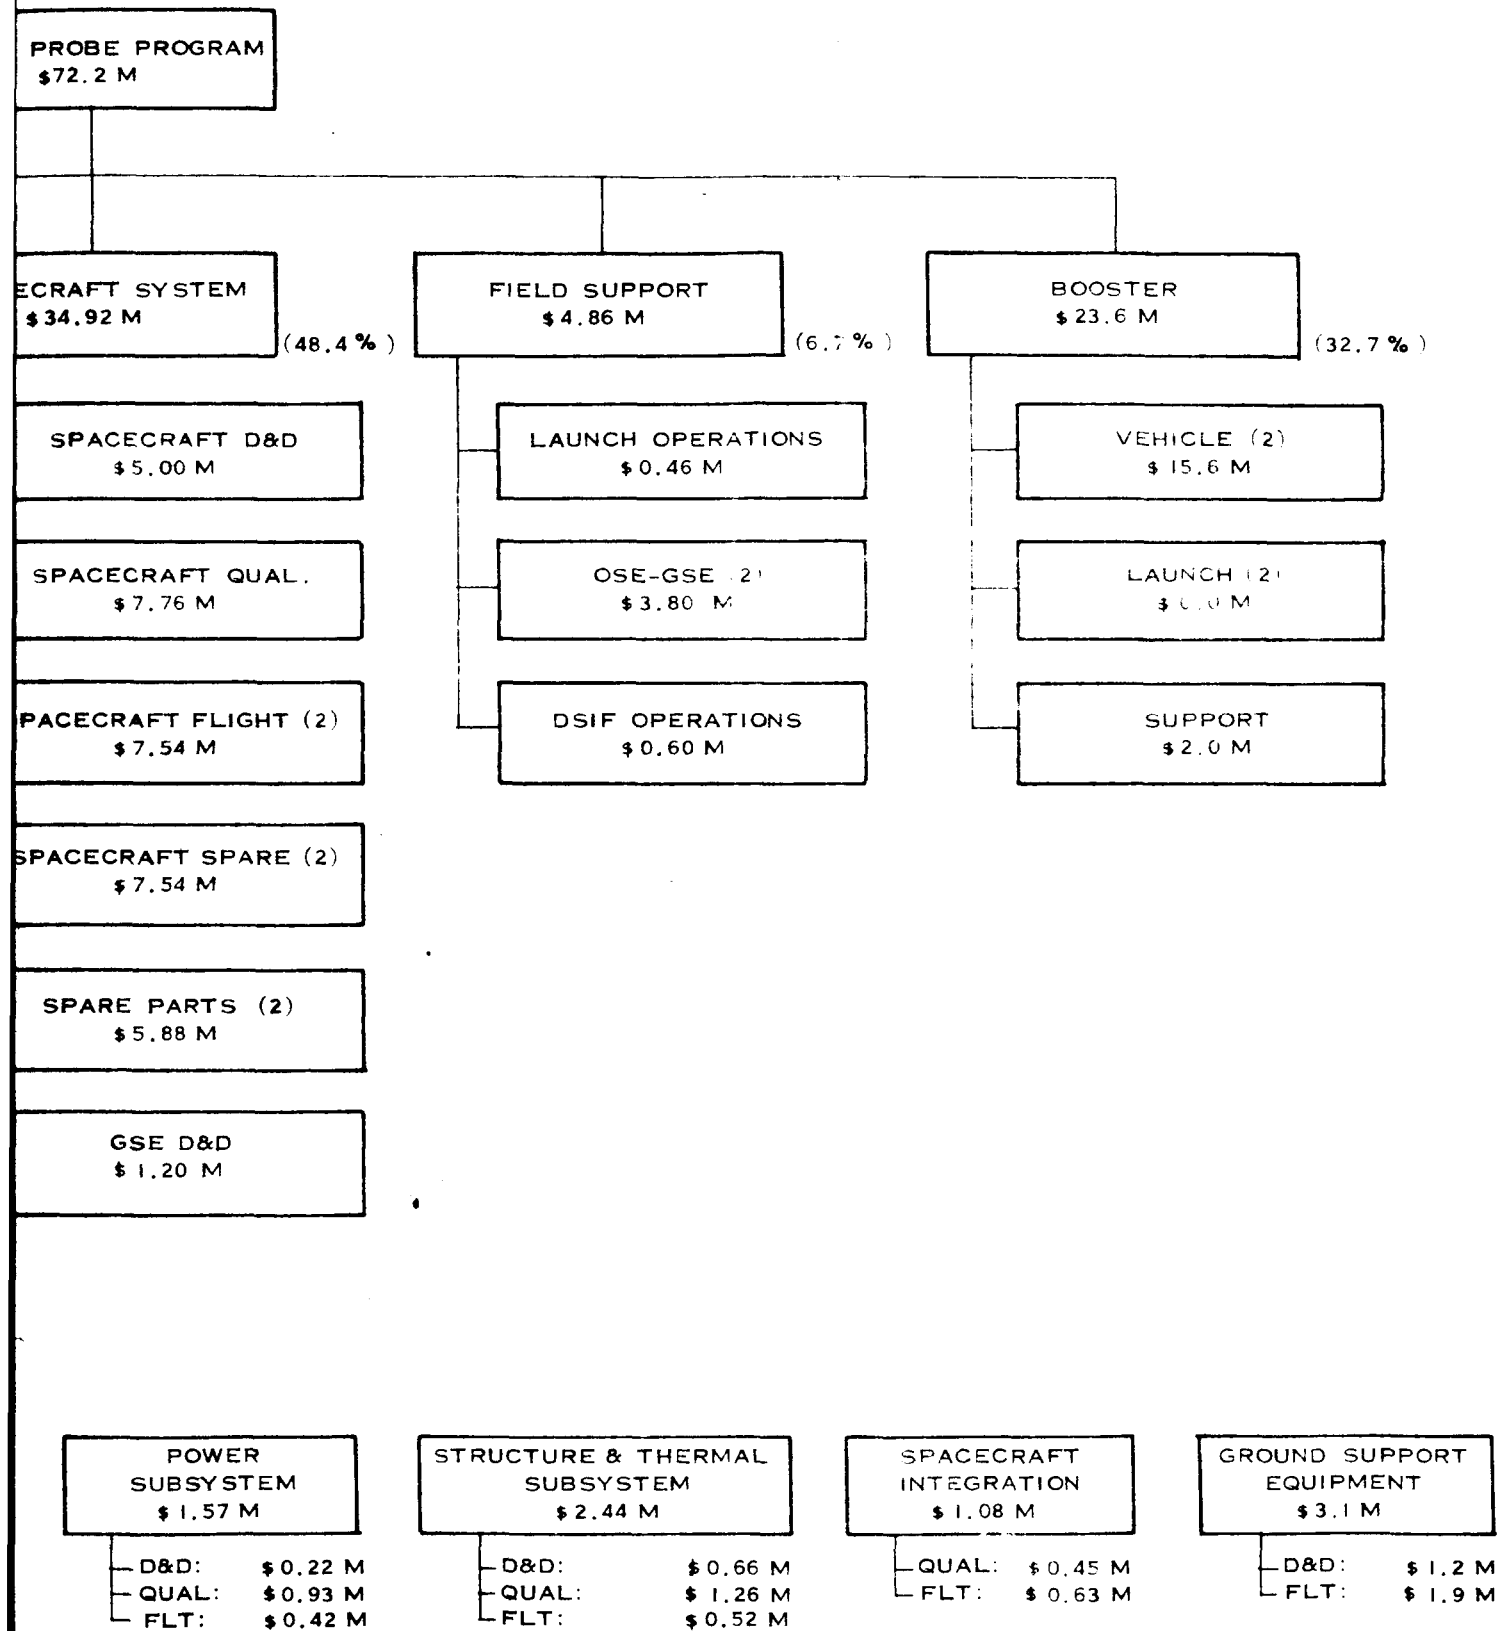 PROBE PROGRAM
$72.2 M
ECRAFT SYSTEM
$34.92 M
(48.4%)
FIELD SUPPORT
$4.86 M
(6.7%)
BOOSTER
$23.6 M
(32.7%)
SPACECRAFT D&D
$5.00 M
LAUNCH OPERATIONS
$0.46 M
VEHICLE (2)
$15.6 M
SPACECRAFT QUAL.
$7.76 M
OSE-GSE (2)
$3.80 M
LAUNCH (2)
PACECRAFT FLIGHT (2)
$7.54 M
DSIF OPERATIONS
$0.60 M
SUPPORT
$2.0 M
SPACECRAFT SPARE (2)
$7.54 M
SPARE PARTS (2)
$5.88 M
GSE D&D
$1.20 M
POWER
SUBSYSTEM
$1.57 M
D&D: $0.22 M
QUAL: $0.93 M
FLT: $0.42 M
STRUCTURE & THERMAL
SUBSYSTEM
$2.44 M
D&D: $0.66 M
QUAL: $1.26 M
FLT: $0.52 M
SPACECRAFT
INTEGRATION
$1.08 M
QUAL: $0.45 M
FLT: $0.63 M
GROUND SUPPORT
EQUIPMENT
$3.1 M
D&D: $1.2 M
FLT: $1.9 M